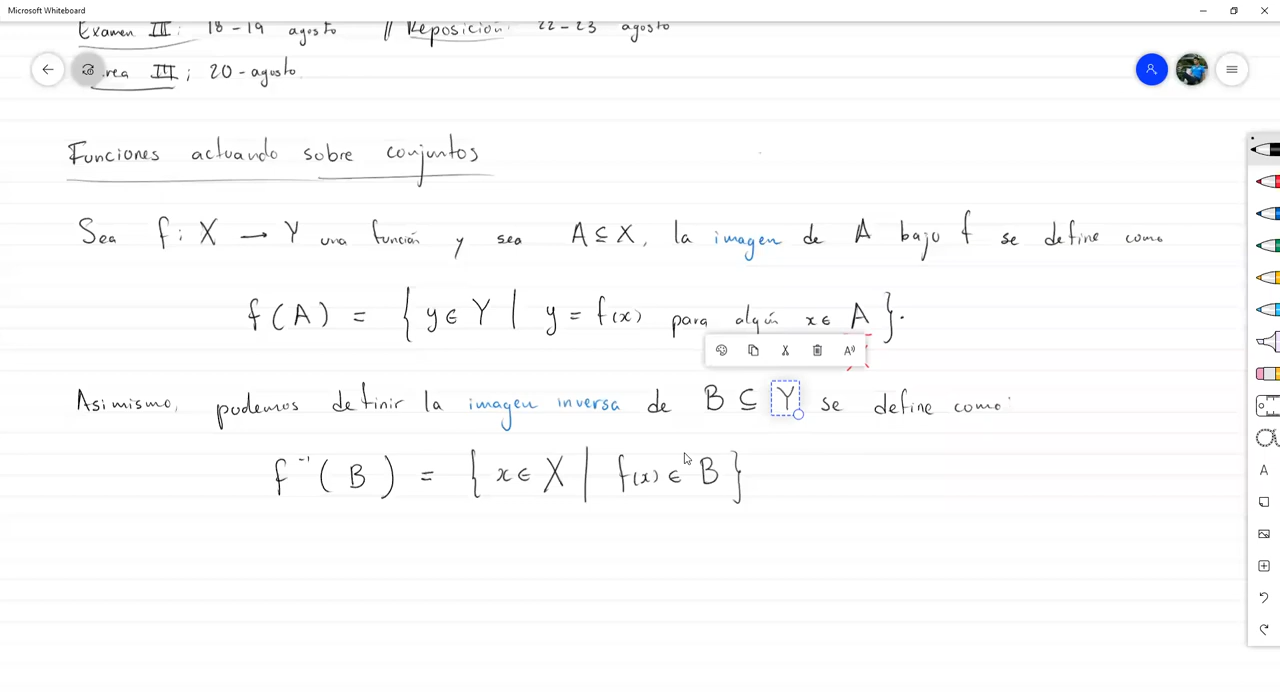 Microsoft Whiteboard
Examen III; 18-19 agosto // Reposición: 22-23 agosto
rea III; 20-agosto.
Funciones actuando sobre conjuntos
Sea f: X → Y una función y sea A ⊆ X, la imagen de A bajo f se define como
f(A) = { y ∈ Y | y = f(x) para algún x ∈ A }.
Asimismo, podemos definir la imagen inversa de B ⊆ Y se define como:
f⁻¹(B) = { x ∈ X | f(x) ∈ B }